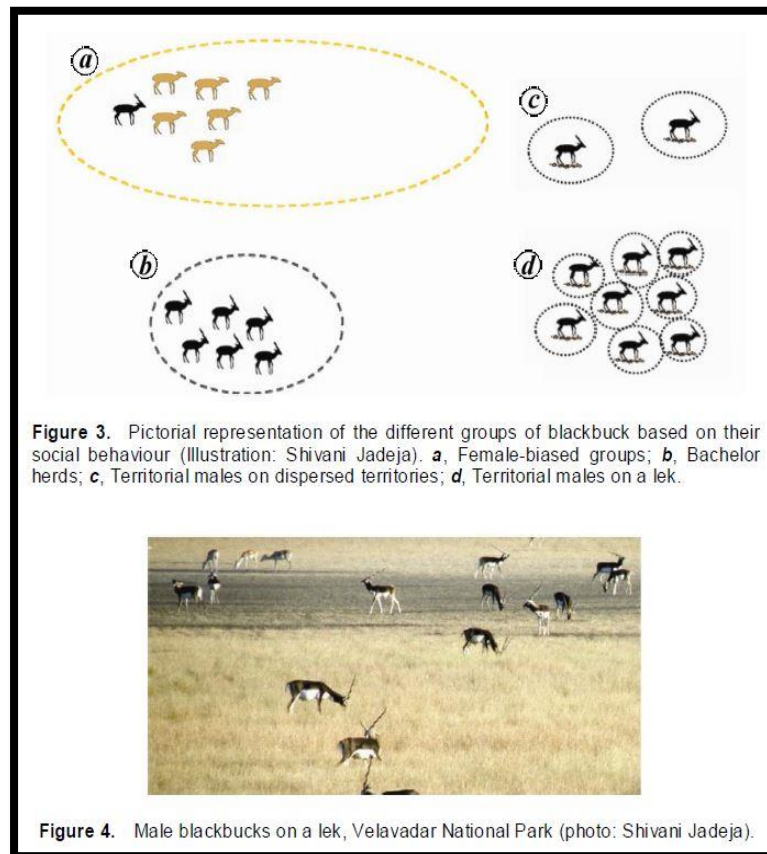 a
c
b
d
Figure 3. Pictorial representation of the different groups of blackbuck based on their
social behaviour (Illustration: Shivani Jadeja). a, Female-biased groups; b, Bachelor
herds; c, Territorial males on dispersed territories; d, Territorial males on a lek.
Figure 4. Male blackbucks on a lek, Velavadar National Park (photo: Shivani Jadeja).